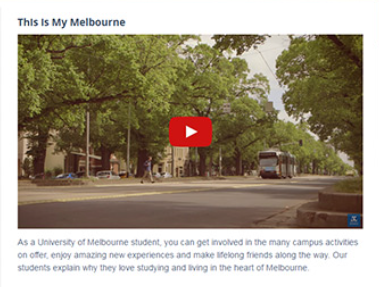 This Is My Melbourne
As a University of Melbourne student, you can get involved in the many campus activities
on offer, enjoy amazing new experiences and make lifelong friends along the way. Our
students explain why they love studying and living in the heart of Melbourne.